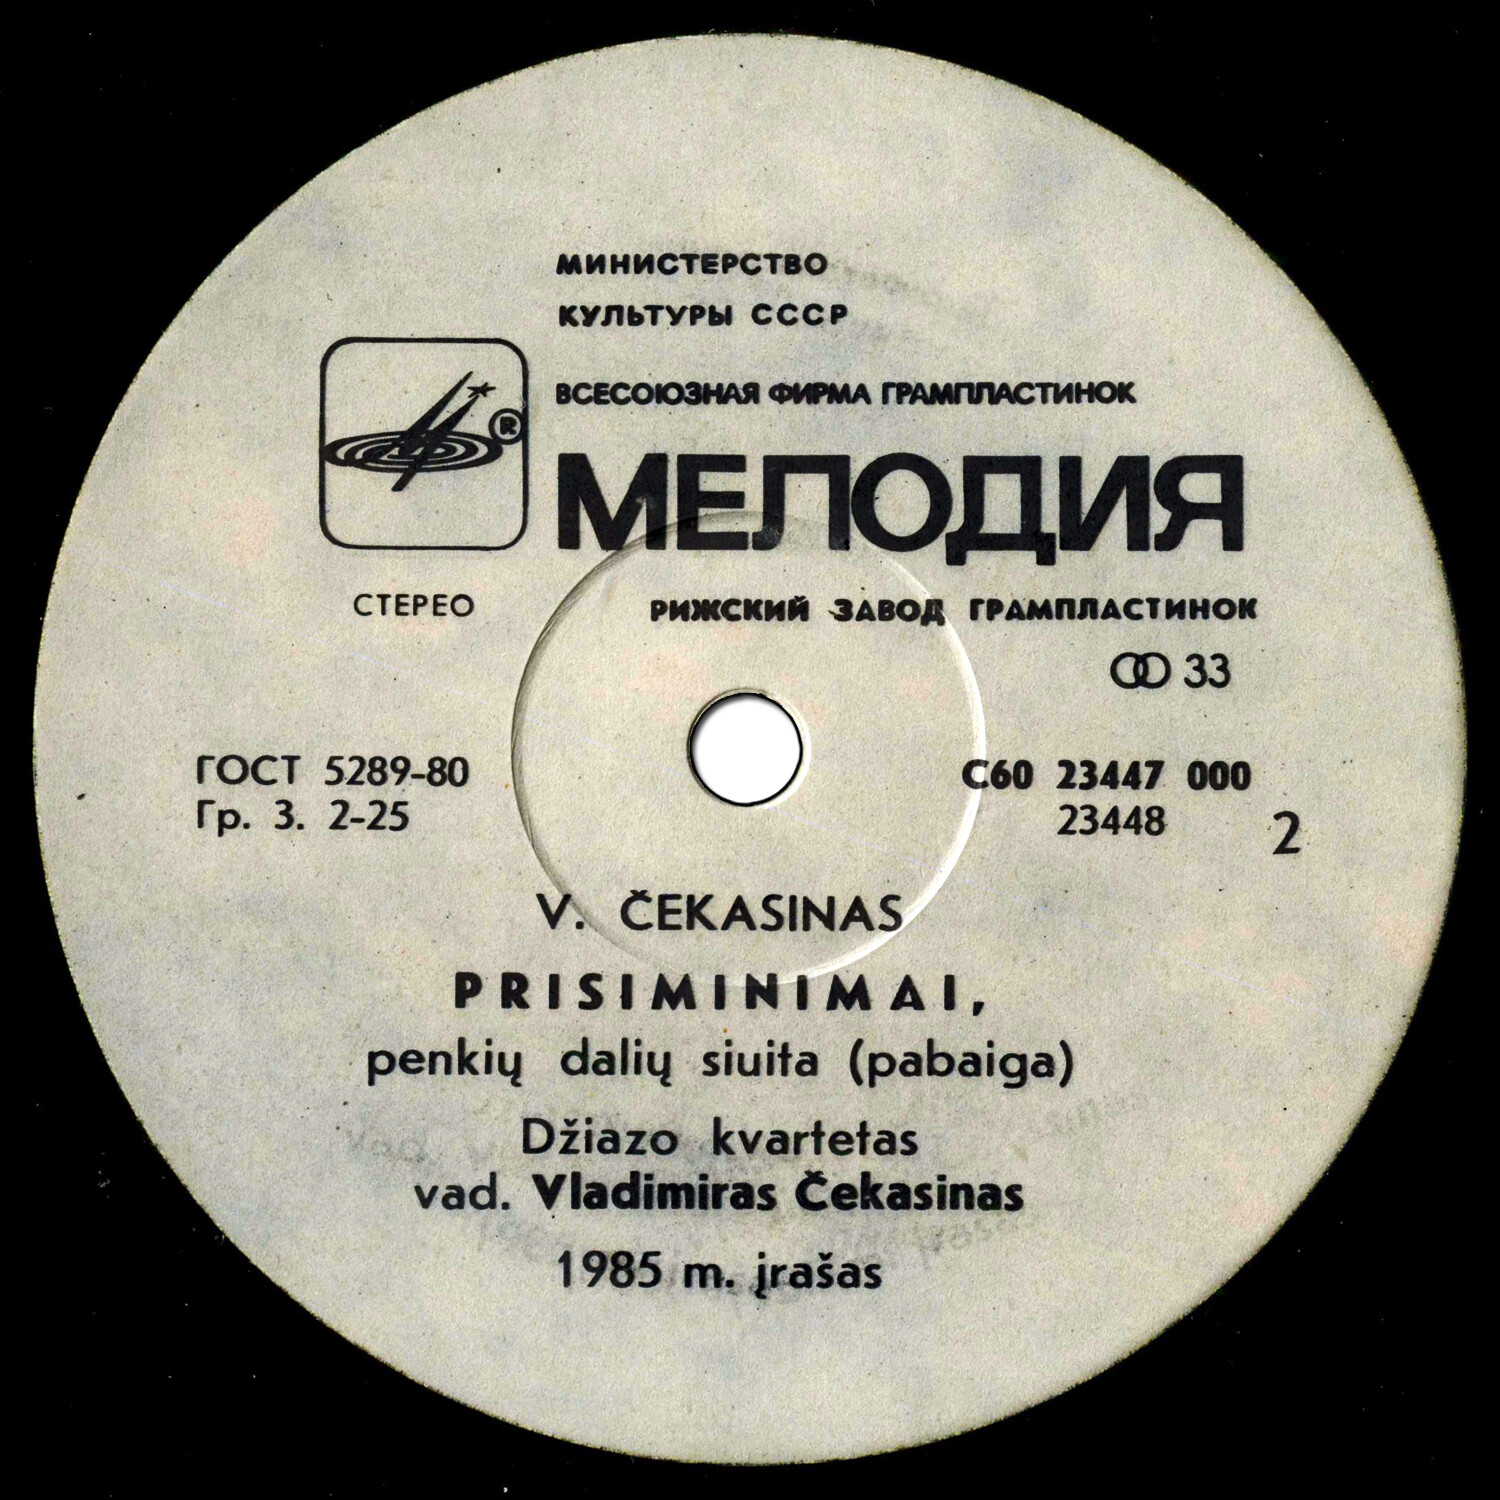 МИНИСТЕРСТВО
КУЛЬТУРЫ СССР
ВСЕСОЮЗНАЯ ФИРМА ГРАМПЛАСТИНОК
®
МЕЛОДИЯ
СТЕРЕО
РИЖСКИЙ ЗАВОД ГРАМПЛАСТИНОК
33
ГОСТ 5289-80
Гр. 3. 2-25
С60 23447 000
23448
2
V. ČEKASINAS
PRISIMINIMAI,
penkių dalių siuita (pabaiga)
Džiazo kvartetas
vad. Vladimiras Čekasinas
1985 m. įrašas